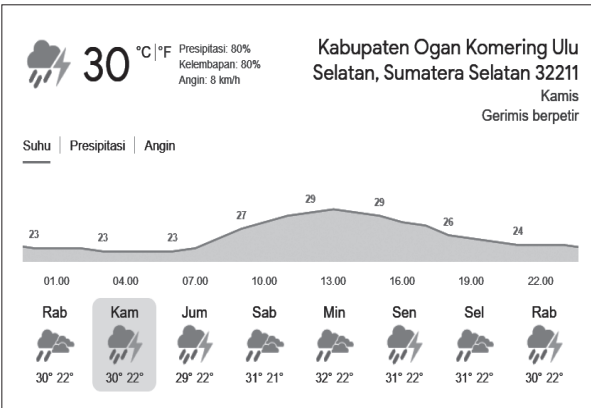 30 °C | °F
Presipitasi: 80%
Kelembapan: 80%
Angin: 8 km/h
Kabupaten Ogan Komering Ulu
Selatan, Sumatera Selatan 32211
Kamis
Gerimis berpetir
Suhu | Presipitasi | Angin
23 23 23 27 29 29 26 24
01.00 04.00 07.00 10.00 13.00 16.00 19.00 22.00
Rab Kam Jum Sab Min Sen Sel Rab
30° 22° 30° 22° 29° 22° 31° 21° 32° 22° 31° 22° 31° 22° 30° 22°